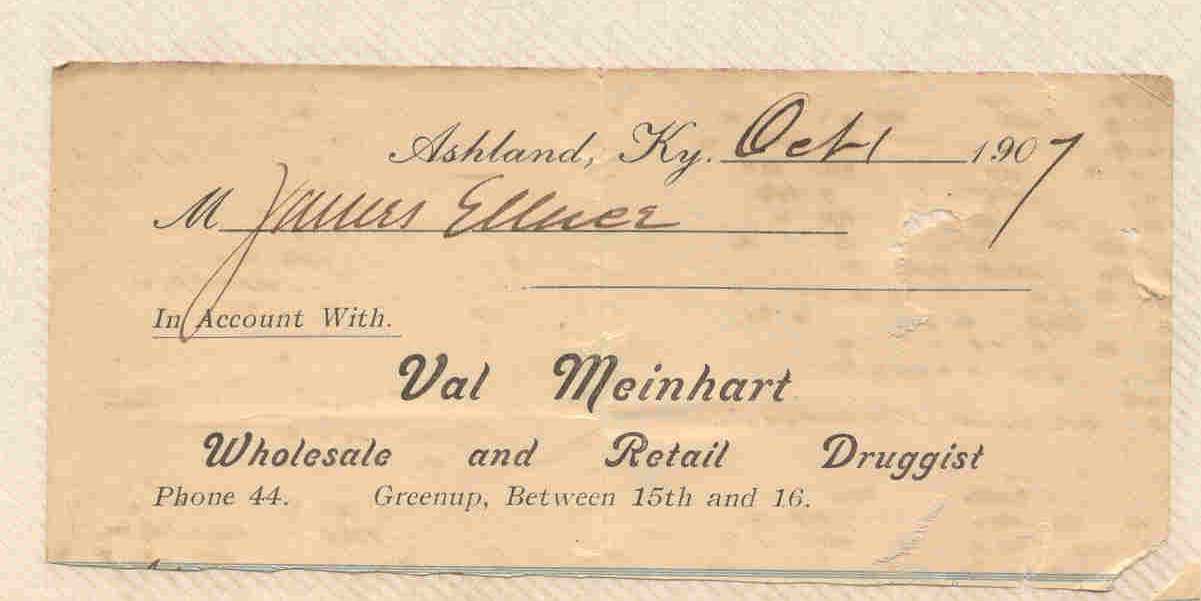 Ashland, Ky. Oct 1 1907
M James Ellner
In Account With.
Val Meinhart
Wholesale and Retail Druggist
Phone 44. Greenup, Between 15th and 16.